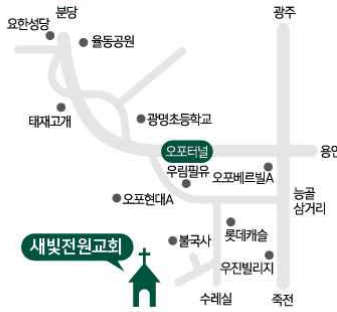 분당
광주
요한성당
율동공원
태재고개
광명초등학교
오포터널
용인
우림필유
오포베르빌A
오포현대A
능골
삼거리
불국사
롯데캐슬
새빛전원교회
우진빌리지
수레실
죽전